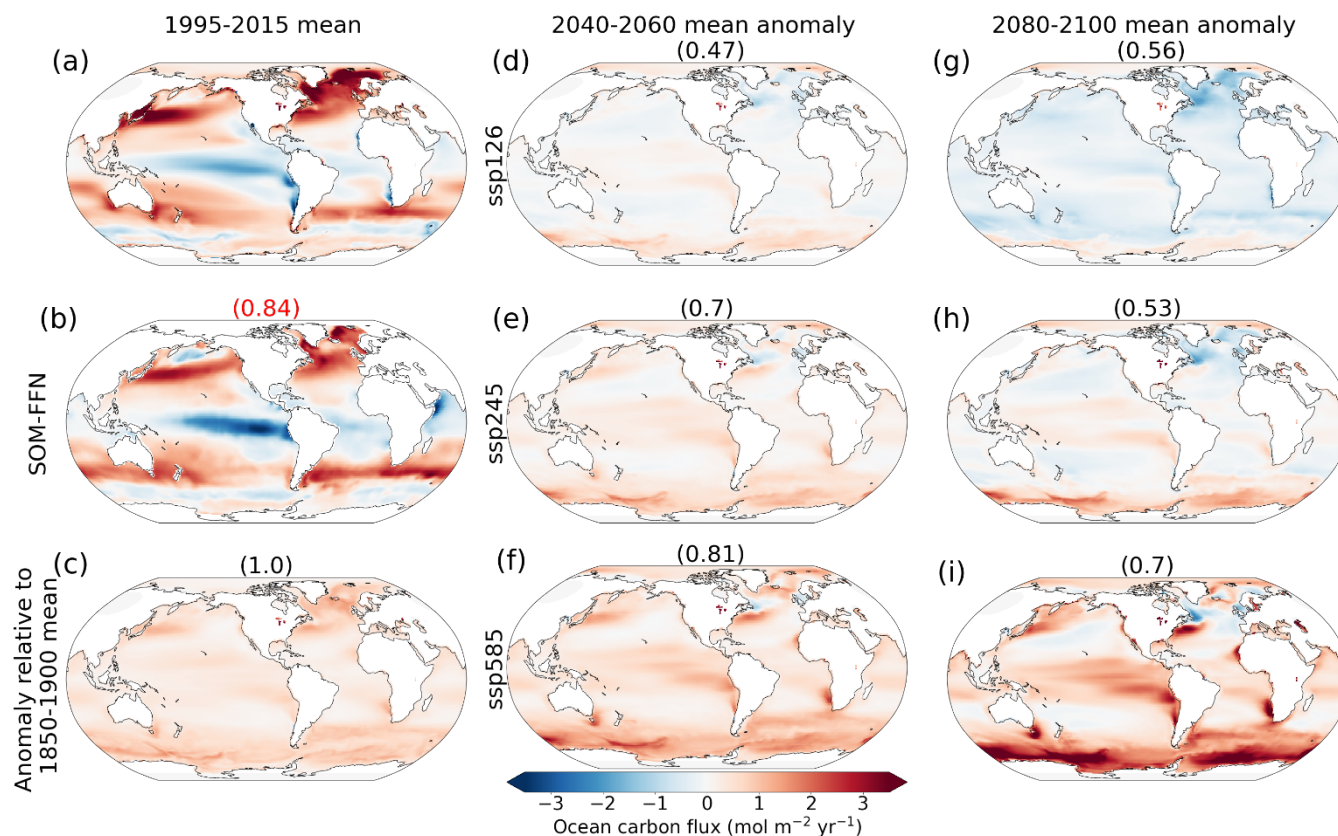 1995-2015 mean
2040-2060 mean anomaly
2080-2100 mean anomaly
(a)
(d)
(0.47)
(g)
(0.56)
ssp126
(b)
(0.84)
(e)
(0.7)
(h)
(0.53)
SOM-FFN
ssp245
(c)
(1.0)
(f)
(0.81)
(i)
(0.7)
Anomaly relative to
1850-1900 mean
ssp585
−3 −2 −1 0 1 2 3
Ocean carbon flux (mol m⁻² yr⁻¹)